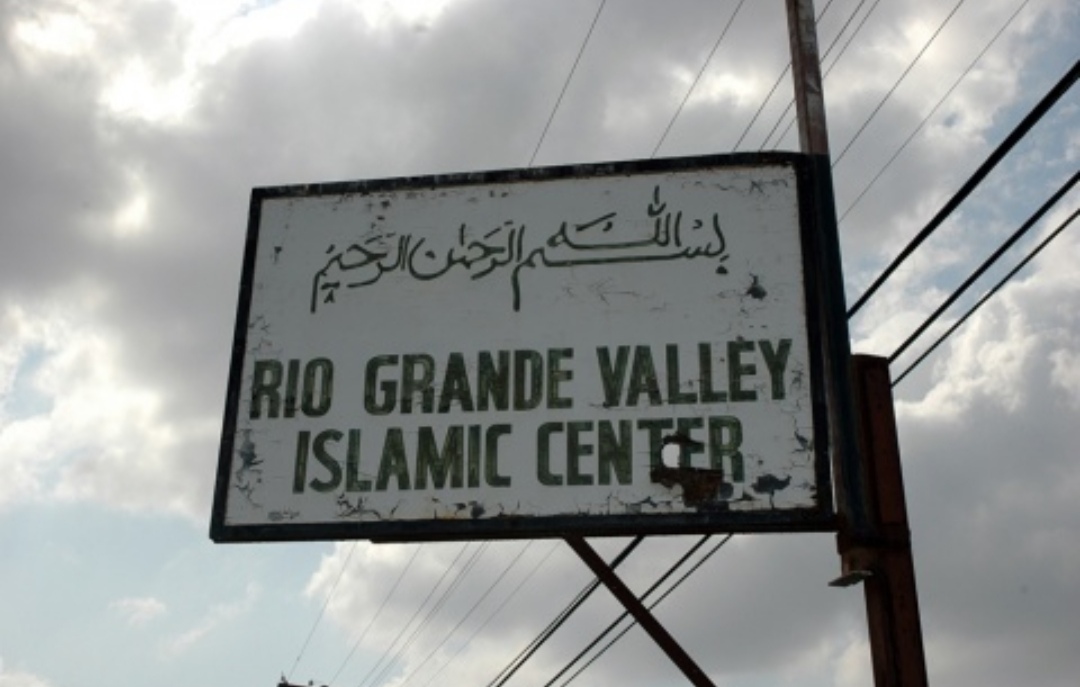 بسم الله الرحمن الرحيم
RIO GRANDE VALLEY
ISLAMIC CENTER